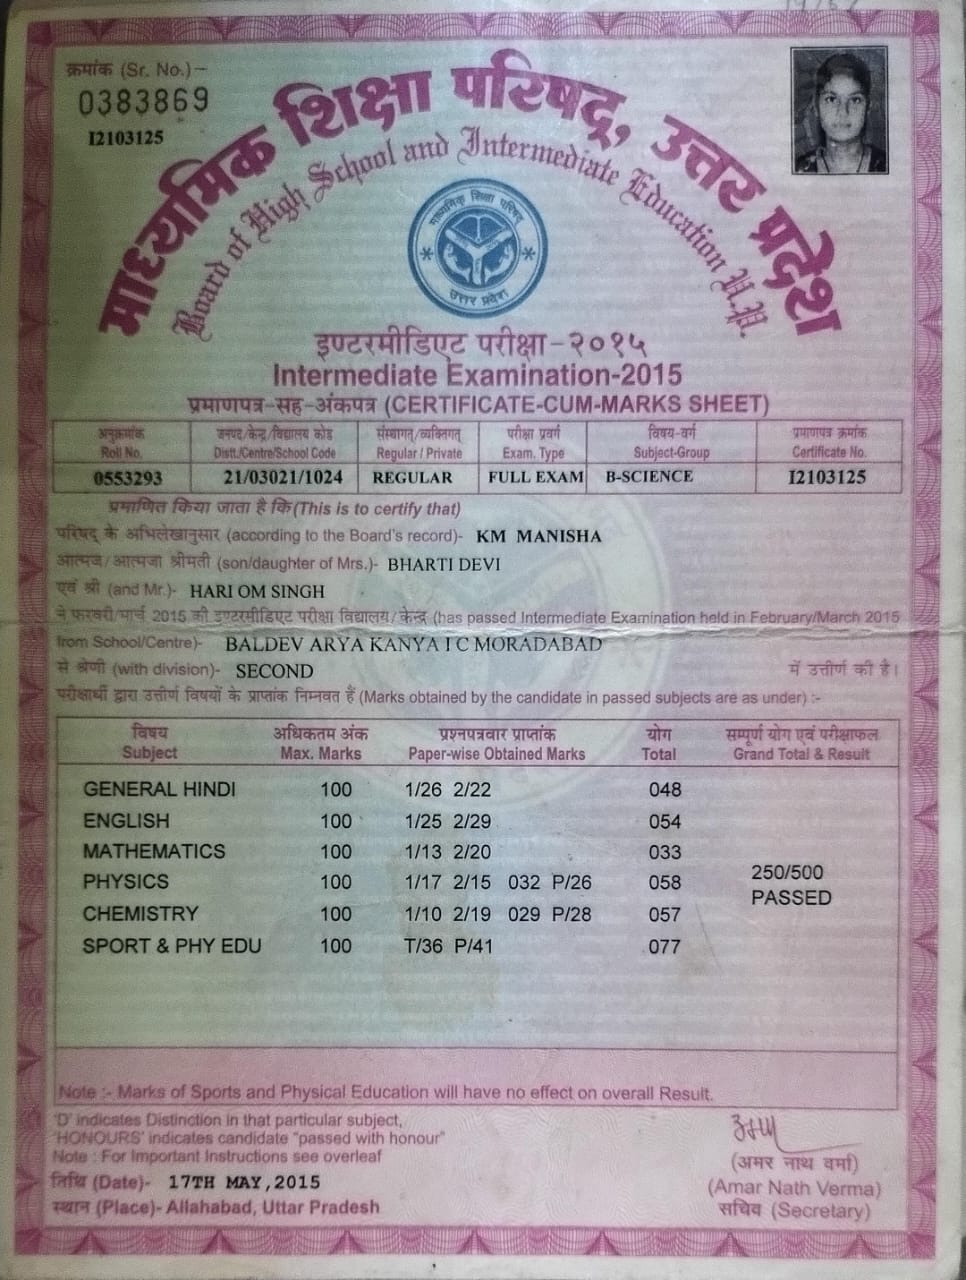 क्रमांक (Sr. No.)–
0383869
I2103125
माध्यमिक शिक्षा परिषद्, उत्तर प्रदेश
Board of High School and Intermediate Education U.P.
माध्यमिक शिक्षा परिषद्
उत्तर प्रदेश
इण्टरमीडिएट परीक्षा-२०१५
Intermediate Examination-2015
प्रमाणपत्र-सह-अंकपत्र (CERTIFICATE-CUM-MARKS SHEET)
अनुक्रमांक जनपद/केन्द्र/विद्यालय कोड संस्थागत/व्यक्तिगत परीक्षा प्रवर्ग विषय-वर्ग प्रमाणपत्र क्रमांक
Roll No. Distt./Centre/School Code Regular / Private Exam. Type Subject-Group Certificate No.
0553293 21/03021/1024 REGULAR FULL EXAM B-SCIENCE I2103125
प्रमाणित किया जाता है कि (This is to certify that)
परिषद् के अभिलेखानुसार (according to the Board's record)- KM MANISHA
आत्मज/आत्मजा श्रीमती (son/daughter of Mrs.)- BHARTI DEVI
एवं श्री (and Mr.)- HARI OM SINGH
ने फरवरी/मार्च 2015 की इण्टरमीडिएट परीक्षा विद्यालय/केन्द्र (has passed Intermediate Examination held in February/March 2015
from School/Centre)- BALDEV ARYA KANYA I C MORADABAD
से श्रेणी (with division)- SECOND में उत्तीर्ण की है।
परीक्षार्थी द्वारा उत्तीर्ण विषयों के प्राप्तांक निम्नवत हैं (Marks obtained by the candidate in passed subjects are as under) :-
विषय अधिकतम अंक प्रश्नपत्रवार प्राप्तांक योग सम्पूर्ण योग एवं परीक्षाफल
Subject Max. Marks Paper-wise Obtained Marks Total Grand Total & Result
GENERAL HINDI 100 1/26 2/22 048
ENGLISH 100 1/25 2/29 054
MATHEMATICS 100 1/13 2/20 033
PHYSICS 100 1/17 2/15 032 P/26 058
CHEMISTRY 100 1/10 2/19 029 P/28 057
SPORT & PHY EDU 100 T/36 P/41 077
250/500
PASSED
Note :- Marks of Sports and Physical Education will have no effect on overall Result.
'D' indicates Distinction in that particular subject,
'HONOURS' indicates candidate "passed with honour"
Note : For Important Instructions see overleaf
तिथि (Date)- 17TH MAY,2015
स्थान (Place)- Allahabad, Uttar Pradesh
(अमर नाथ वर्मा)
(Amar Nath Verma)
सचिव (Secretary)